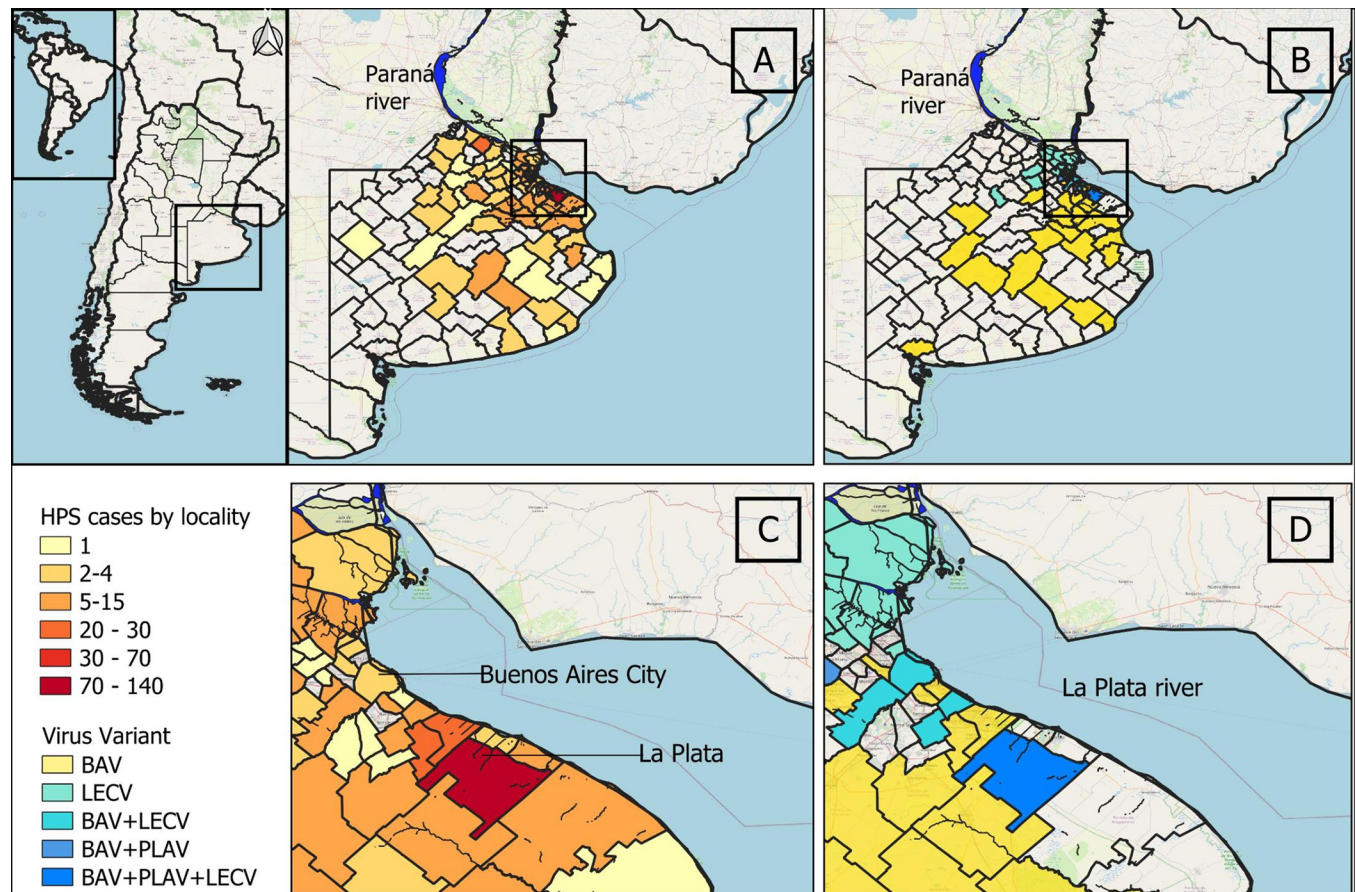 A
Paraná
river
B
Paraná
river
HPS cases by locality
1
2-4
5-15
20 - 30
30 - 70
70 - 140
Virus Variant
BAV
LECV
BAV+LECV
BAV+PLAV
BAV+PLAV+LECV
C
Buenos Aires City
La Plata
D
La Plata river